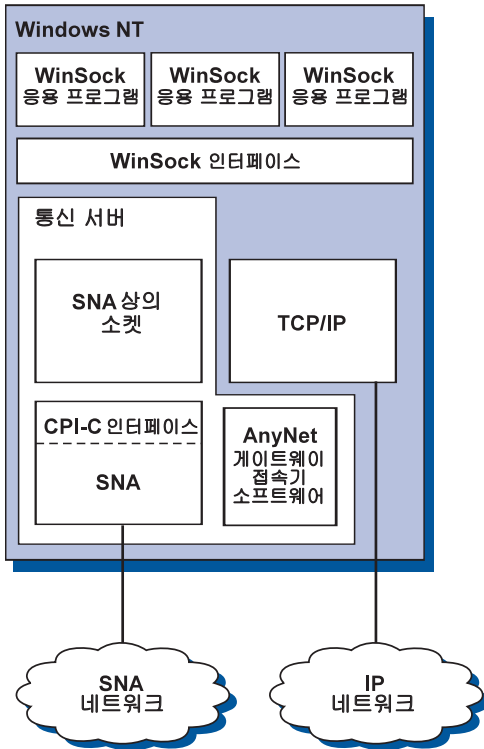 Windows NT
WinSock
응용 프로그램
WinSock
응용 프로그램
WinSock
응용 프로그램
WinSock 인터페이스
통신 서버
SNA 상의
소켓
TCP/IP
CPI-C 인터페이스
SNA
AnyNet
게이트웨이
접속기
소프트웨어
SNA
네트워크
IP
네트워크